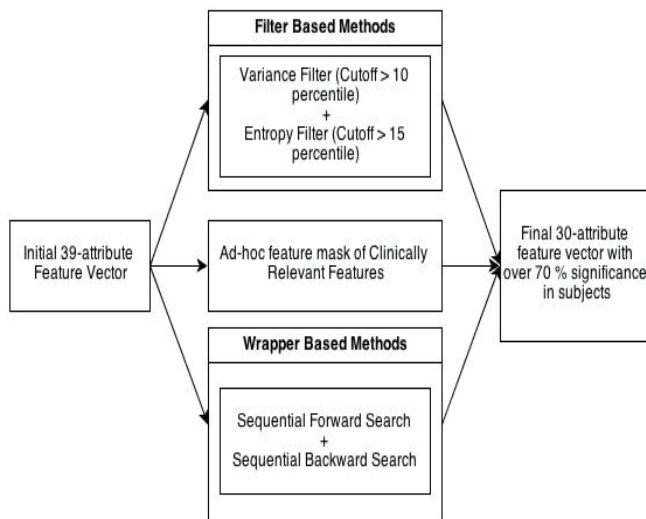 Filter Based Methods
Variance Filter (Cutoff > 10
percentile)
+
Entropy Filter (Cutoff > 15
percentile)
Initial 39-attribute
Feature Vector
Ad-hoc feature mask of Clinically
Relevant Features
Final 30-attribute
feature vector with
over 70 % significance
in subjects
Wrapper Based Methods
Sequential Forward Search
+
Sequential Backward Search